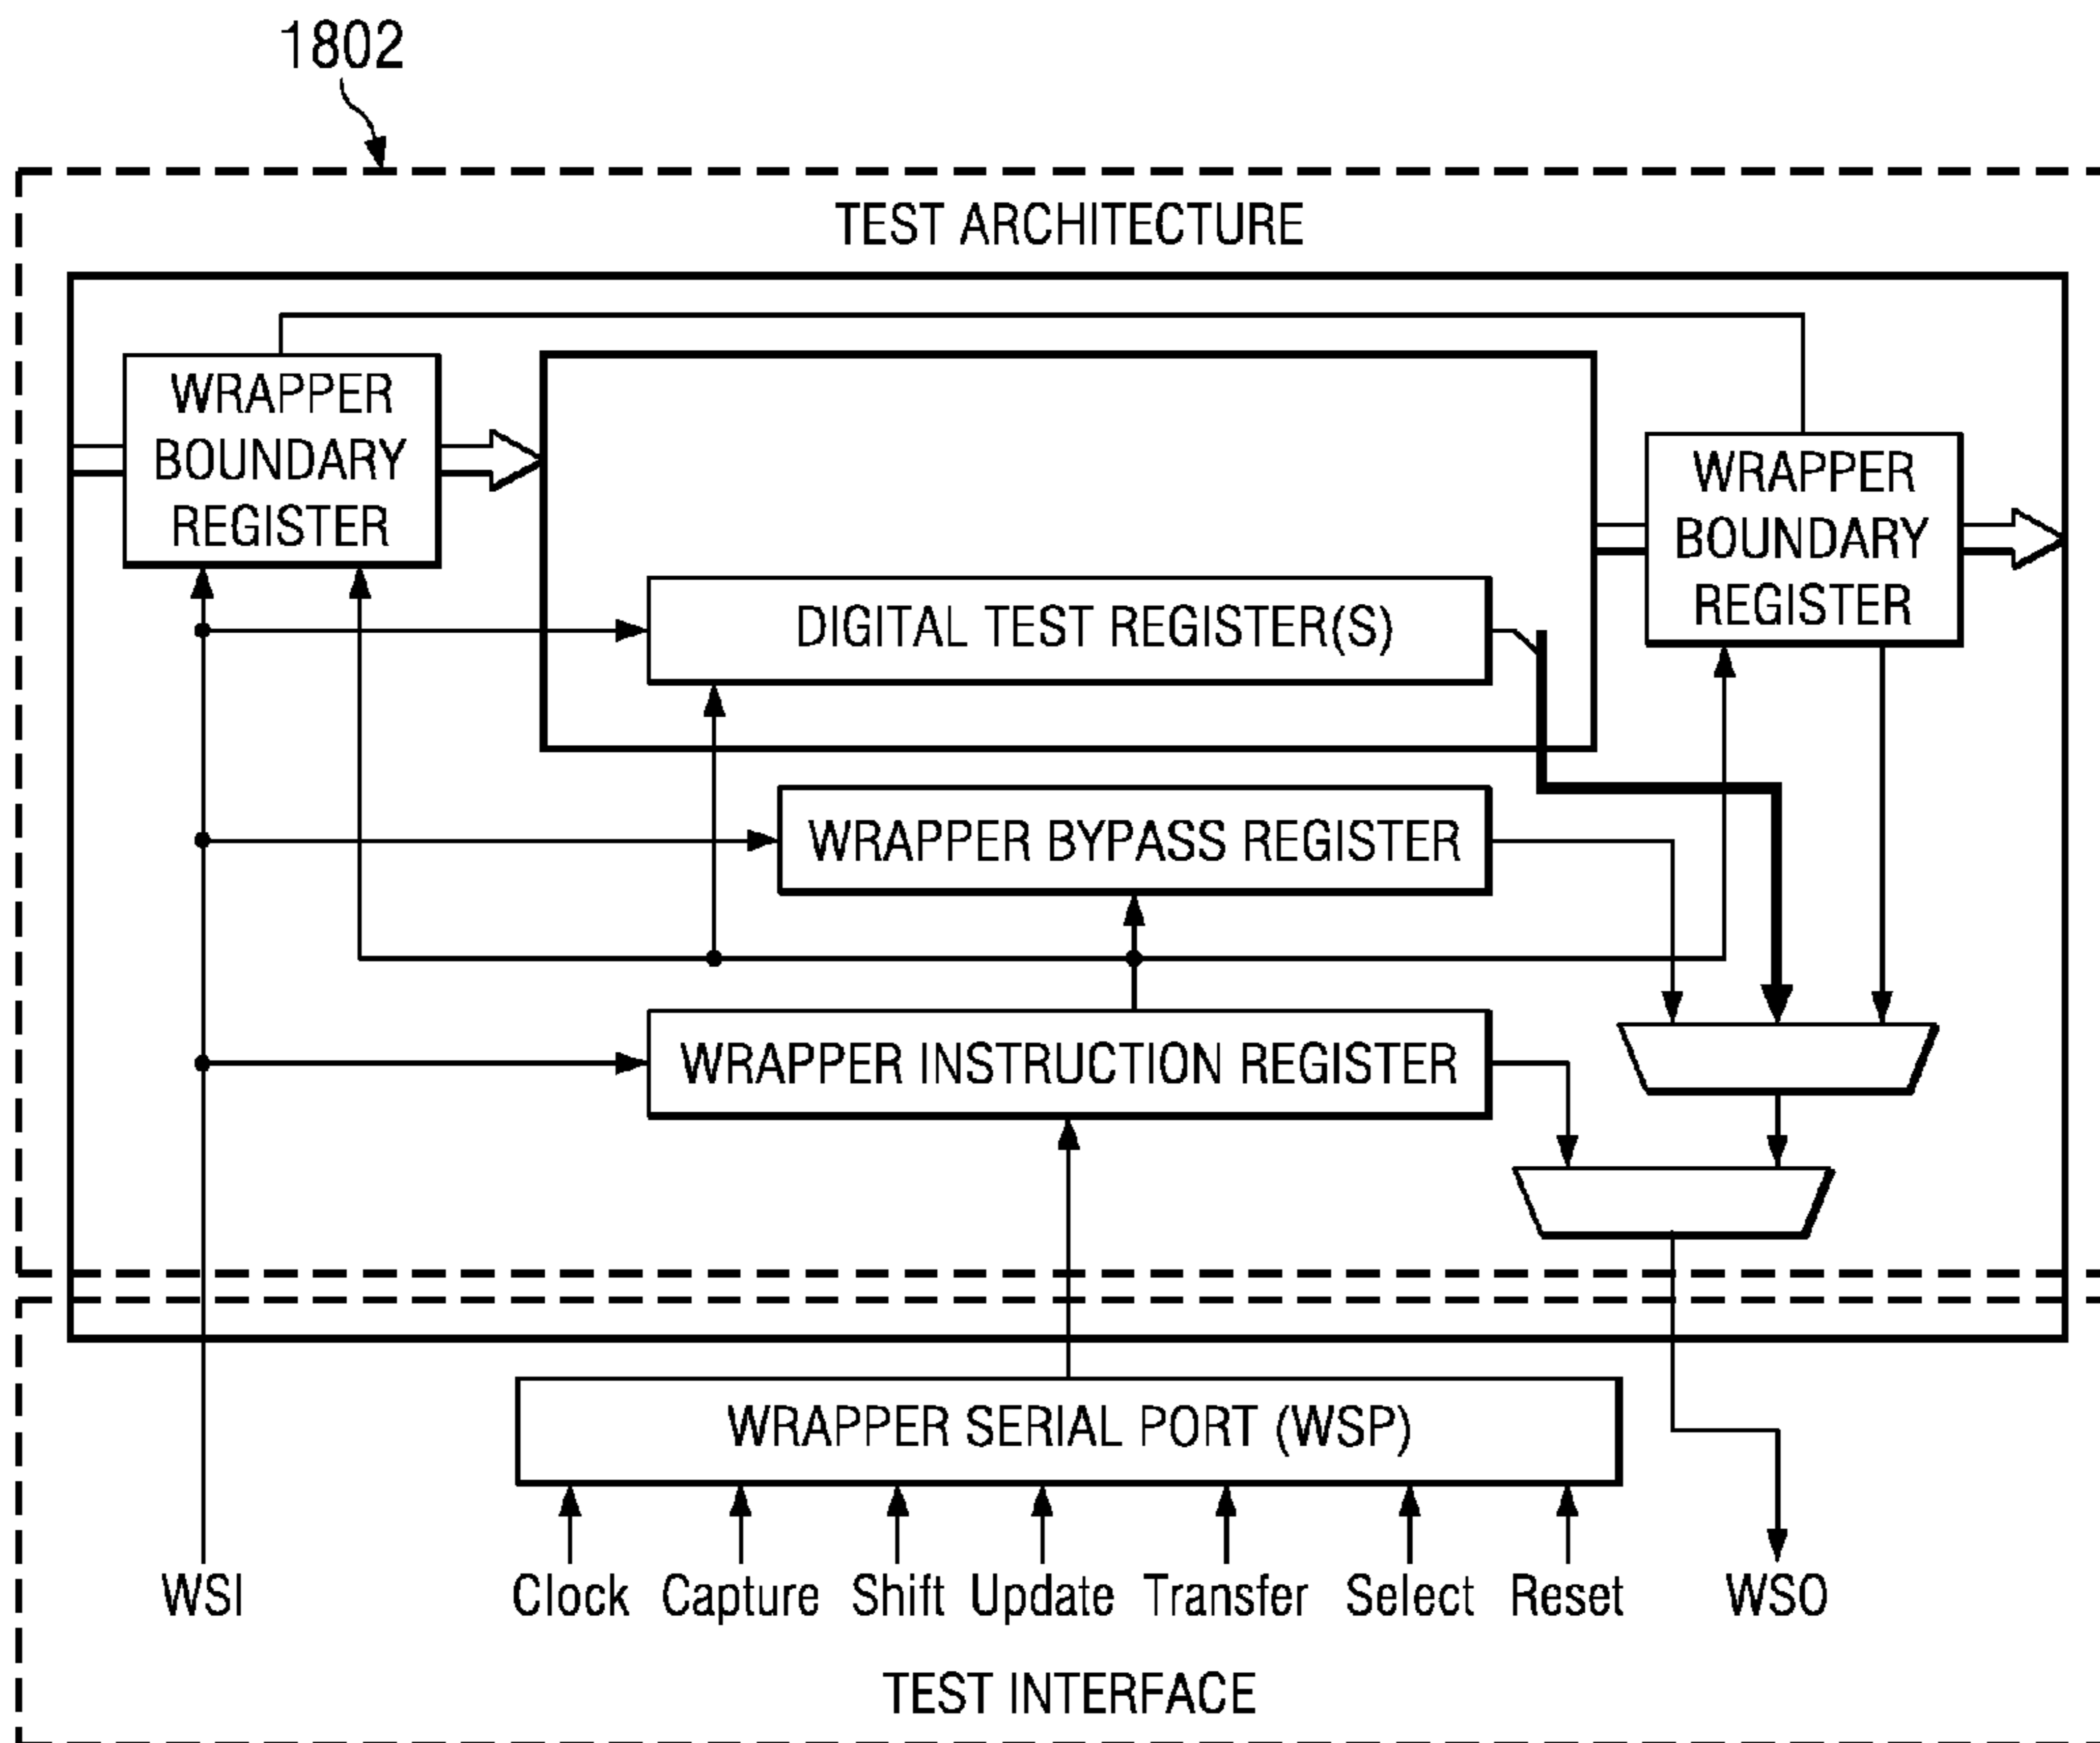 1802
TEST ARCHITECTURE
WRAPPER
BOUNDARY
REGISTER
WRAPPER
BOUNDARY
REGISTER
DIGITAL TEST REGISTER(S)
WRAPPER BYPASS REGISTER
WRAPPER INSTRUCTION REGISTER
WRAPPER SERIAL PORT (WSP)
WSI Clock Capture Shift Update Transfer Select Reset WSO
TEST INTERFACE